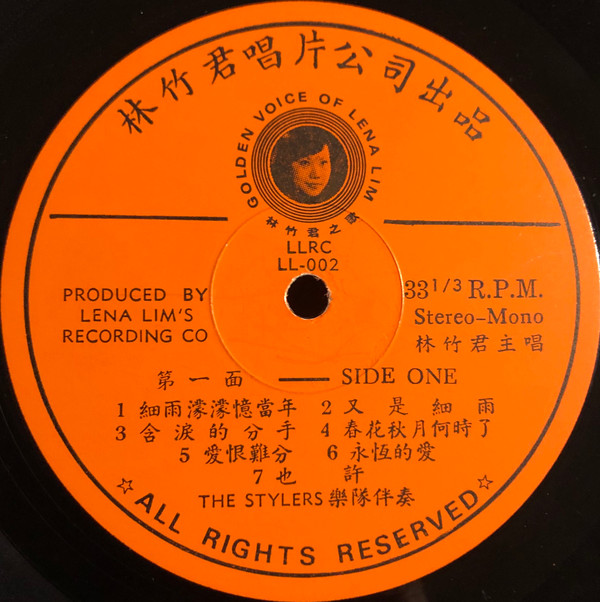 林竹君唱片公司出品
GOLDEN VOICE OF LENA LIM
林竹君之歌
LLRC
LL-002
PRODUCED BY
LENA LIM'S
RECORDING CO
33 1/3 R.P.M.
Stereo-Mono
林竹君主唱
第一面 —— SIDE ONE
1 細雨濛濛憶當年 2 又是細雨
3 含淚的分手 4 春花秋月何時了
5 愛恨難分 6 永恆的愛
7 也許
THE STYLERS 樂隊伴奏
☆ ALL RIGHTS RESERVED ☆